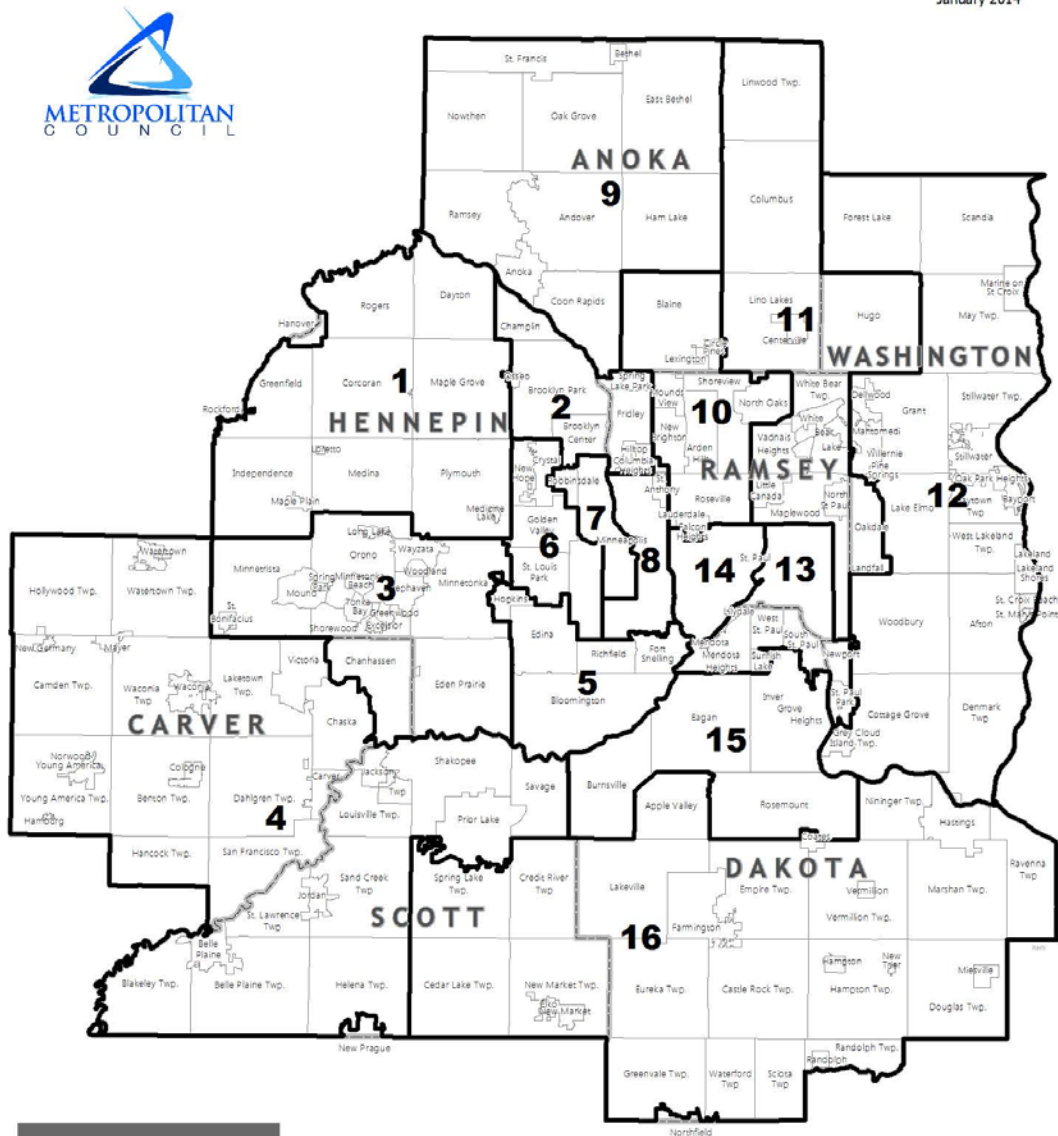 January 2014
METROPOLITAN
COUNCIL
St. Francis
Bethel
Linwood Twp.
East Bethel
Nowthen
Oak Grove
ANOKA
9
Columbus
Ramsey
Andover
Ham Lake
Forest Lake
Scandia
Anoka
Rogers
Dayton
Coon Rapids
Blaine
Lino Lakes
Marine on
St Croix
Hanover
Champlin
Circle
Pines
11
Centerville
Hugo
May Twp.
Lexington
WASHINGTON
Greenfield
Corcoran
1
Maple Grove
Osseo
Brooklyn Park
Spring
Lake Park
Shoreview
White Bear
Twp.
Dellwood
Stillwater Twp.
Rockford
HENNEPIN
2
Brooklyn
Center
Fridley
Mounds
View
10
North Oaks
White
Bear
Lake
Grant
New
Brighton
Arden
Hills
Vadnais
Heights
Mahtomedi
Willernie
Pine
Springs
Stillwater
Loretto
Crystal
New
Hope
Hilltop
Columbia
Heights
RAMSEY
Independence
Medina
Plymouth
Robbinsdale
St.
Anthony
Roseville
Little
Canada
North
St Paul
Oak Park Heights
Baytown
Twp
Bayport
12
Lake Elmo
Maple Plain
Medicine
Lake
Golden
Valley
7
Minneapolis
Lauderdale
Falcon
Heights
Maplewood
Oakdale
Long Lake
Orono
Wayzata
Woodland
6
St. Louis
Park
8
St. Paul
14
13
Landfall
West Lakeland
Twp.
Lakeland
Lakeland
Shores
Watertown
Hollywood Twp.
Watertown Twp.
Minnetrista
Spring
Park
Minnetonka
Beach
3
Deephaven
Minnetonka
Mound
Tonka
Bay
Greenwood
Excelsior
Shorewood
St.
Bonifacius
Hopkins
Edina
Lilydale
West
St. Paul
South
St. Paul
St. Croix Beach
St. Mary's Point
Woodbury
Afton
New Germany
Mayer
Victoria
Chanhassen
Richfield
Fort
Snelling
Mendota
Mendota
Heights
Sunfish
Lake
Newport
Camden Twp.
Waconia
Twp
Waconia
Laketown
Twp.
Eden Prairie
5
Bloomington
Inver
Grove
Heights
St. Paul
Park
CARVER
Chaska
Eagan
15
Cottage Grove
Denmark
Twp
Norwood
Young America
Cologne
Carver
Jackson
Twp
Shakopee
Savage
Burnsville
Grey Cloud
Island Twp.
Young America Twp.
Benton Twp.
Dahlgren Twp.
Louisville Twp.
Prior Lake
Apple Valley
Rosemount
Nininger Twp.
Hamburg
4
Hastings
Coates
Hancock Twp.
San Francisco Twp.
Sand Creek
Twp
Spring Lake
Twp.
Credit River
Twp
Lakeville
DAKOTA
Empire Twp.
Vermillion
Marshan Twp.
Ravenna
Twp
Jordan
St. Lawrence
Twp
SCOTT
Farmington
Vermillion Twp.
16
Belle
Plaine
Hampton
New
Trier
Miesville
Blakeley Twp.
Belle Plaine Twp.
Helena Twp.
Cedar Lake Twp.
New Market Twp.
Elko
New Market
Eureka Twp.
Castle Rock Twp.
Hampton Twp.
Douglas Twp.
New Prague
Randolph Twp.
Randolph
Greenvale Twp.
Waterford
Twp
Sciota
Twp
Northfield